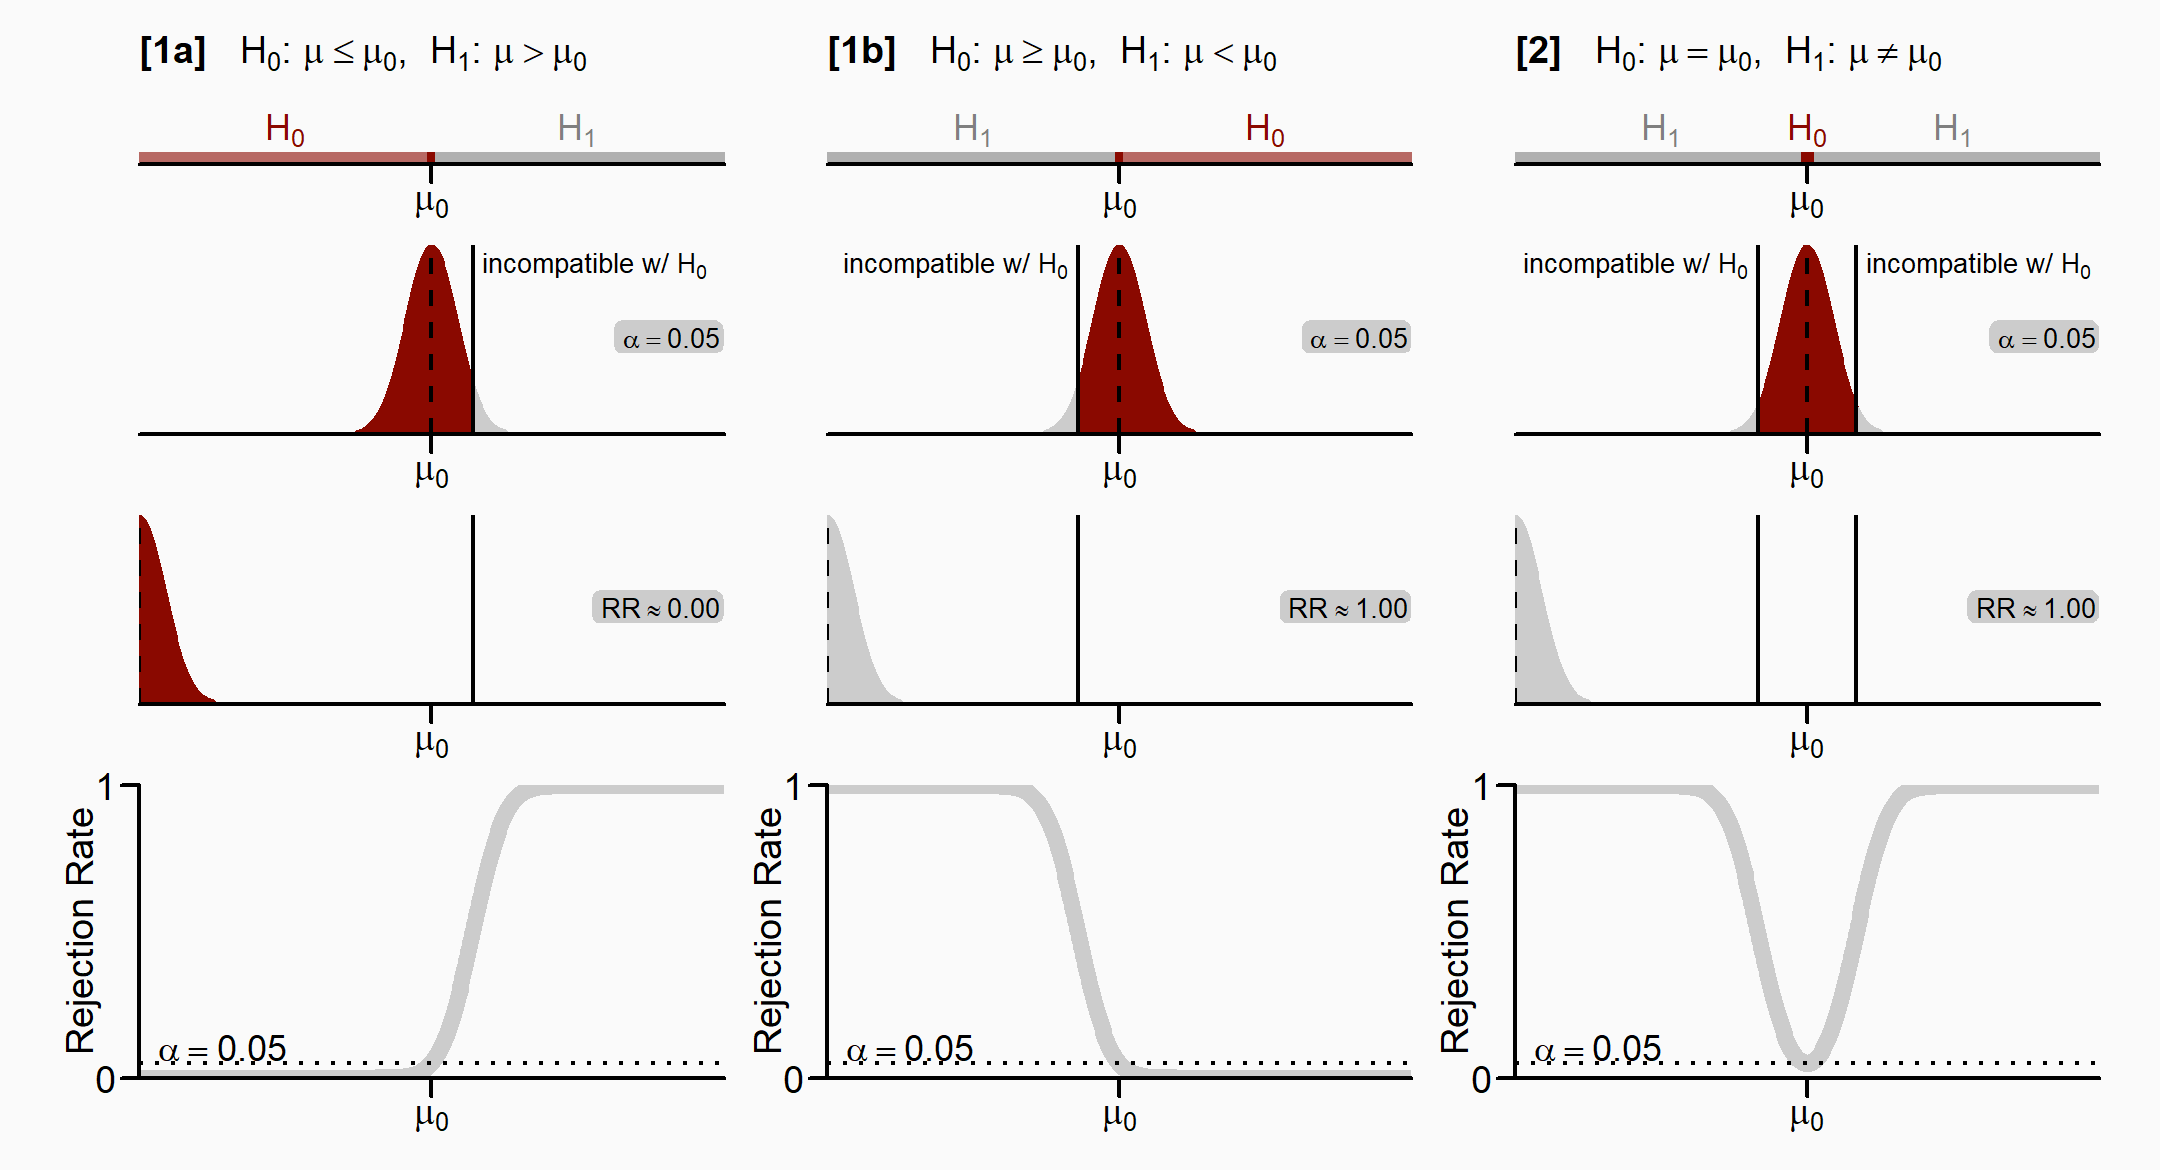 [1a] H₀: μ ≤ μ₀, H₁: μ > μ₀
H₀ H₁
μ₀
incompatible w/ H₀
α = 0.05
μ₀
RR ≈ 0.00
μ₀
1
Rejection Rate
α = 0.05
0
μ₀
[1b] H₀: μ ≥ μ₀, H₁: μ < μ₀
H₁ H₀
μ₀
incompatible w/ H₀
α = 0.05
μ₀
RR ≈ 1.00
μ₀
1
Rejection Rate
α = 0.05
0
μ₀
[2] H₀: μ = μ₀, H₁: μ ≠ μ₀
H₁ H₀ H₁
μ₀
incompatible w/ H₀ incompatible w/ H₀
α = 0.05
μ₀
RR ≈ 1.00
μ₀
1
Rejection Rate
α = 0.05
0
μ₀